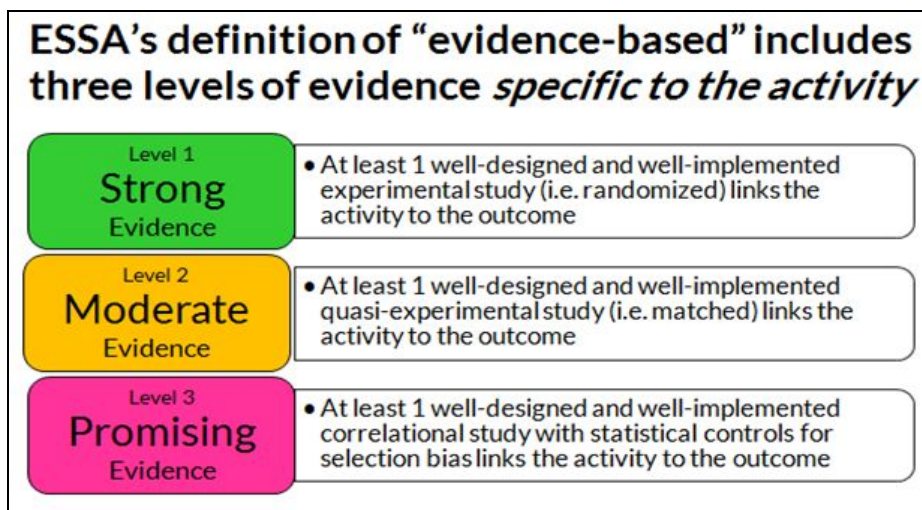 ESSA's definition of "evidence-based" includes
three levels of evidence specific to the activity
Level 1
Strong
Evidence
• At least 1 well-designed and well-implemented
experimental study (i.e. randomized) links the
activity to the outcome
Level 2
Moderate
Evidence
• At least 1 well-designed and well-implemented
quasi-experimental study (i.e. matched) links the
activity to the outcome
Level 3
Promising
Evidence
• At least 1 well-designed and well-implemented
correlational study with statistical controls for
selection bias links the activity to the outcome